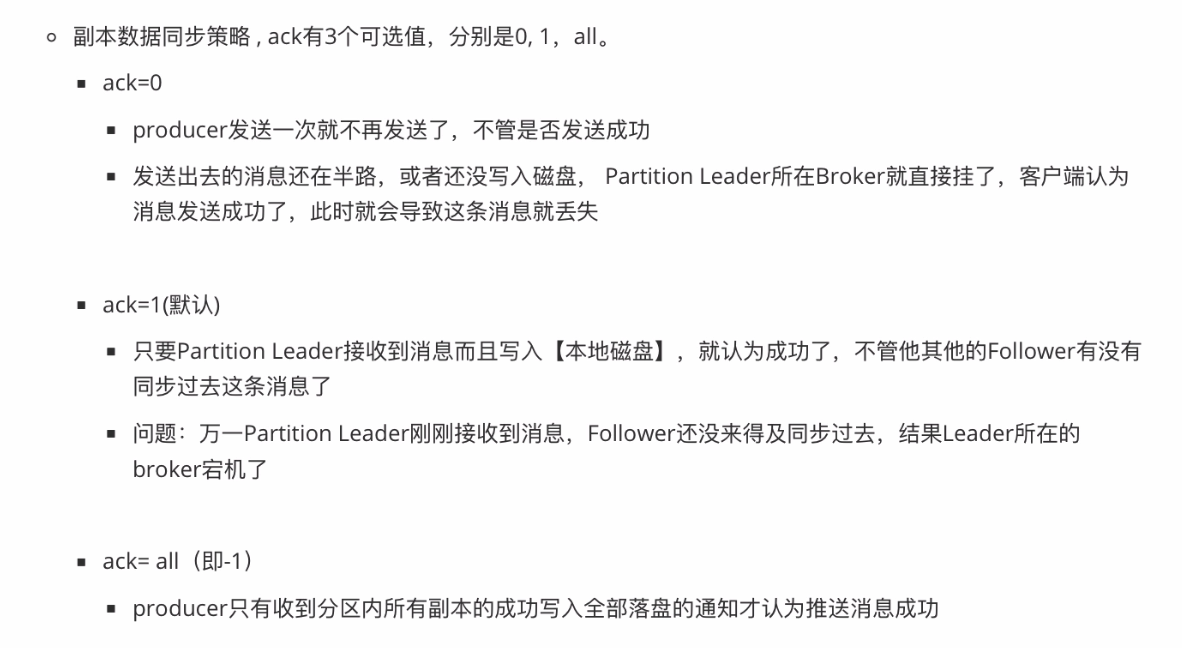 副本数据同步策略 , ack有3个可选值，分别是0, 1，all。
ack=0
producer发送一次就不再发送了，不管是否发送成功
发送出去的消息还在半路，或者还没写入磁盘， Partition Leader所在Broker就直接挂了，客户端认为
消息发送成功了，此时就会导致这条消息就丢失
ack=1(默认)
只要Partition Leader接收到消息而且写入【本地磁盘】，就认为成功了，不管他其他的Follower有没有
同步过去这条消息了
问题：万一Partition Leader刚刚接收到消息，Follower还没来得及同步过去，结果Leader所在的
broker宕机了
ack= all（即-1）
producer只有收到分区内所有副本的成功写入全部落盘的通知才认为推送消息成功